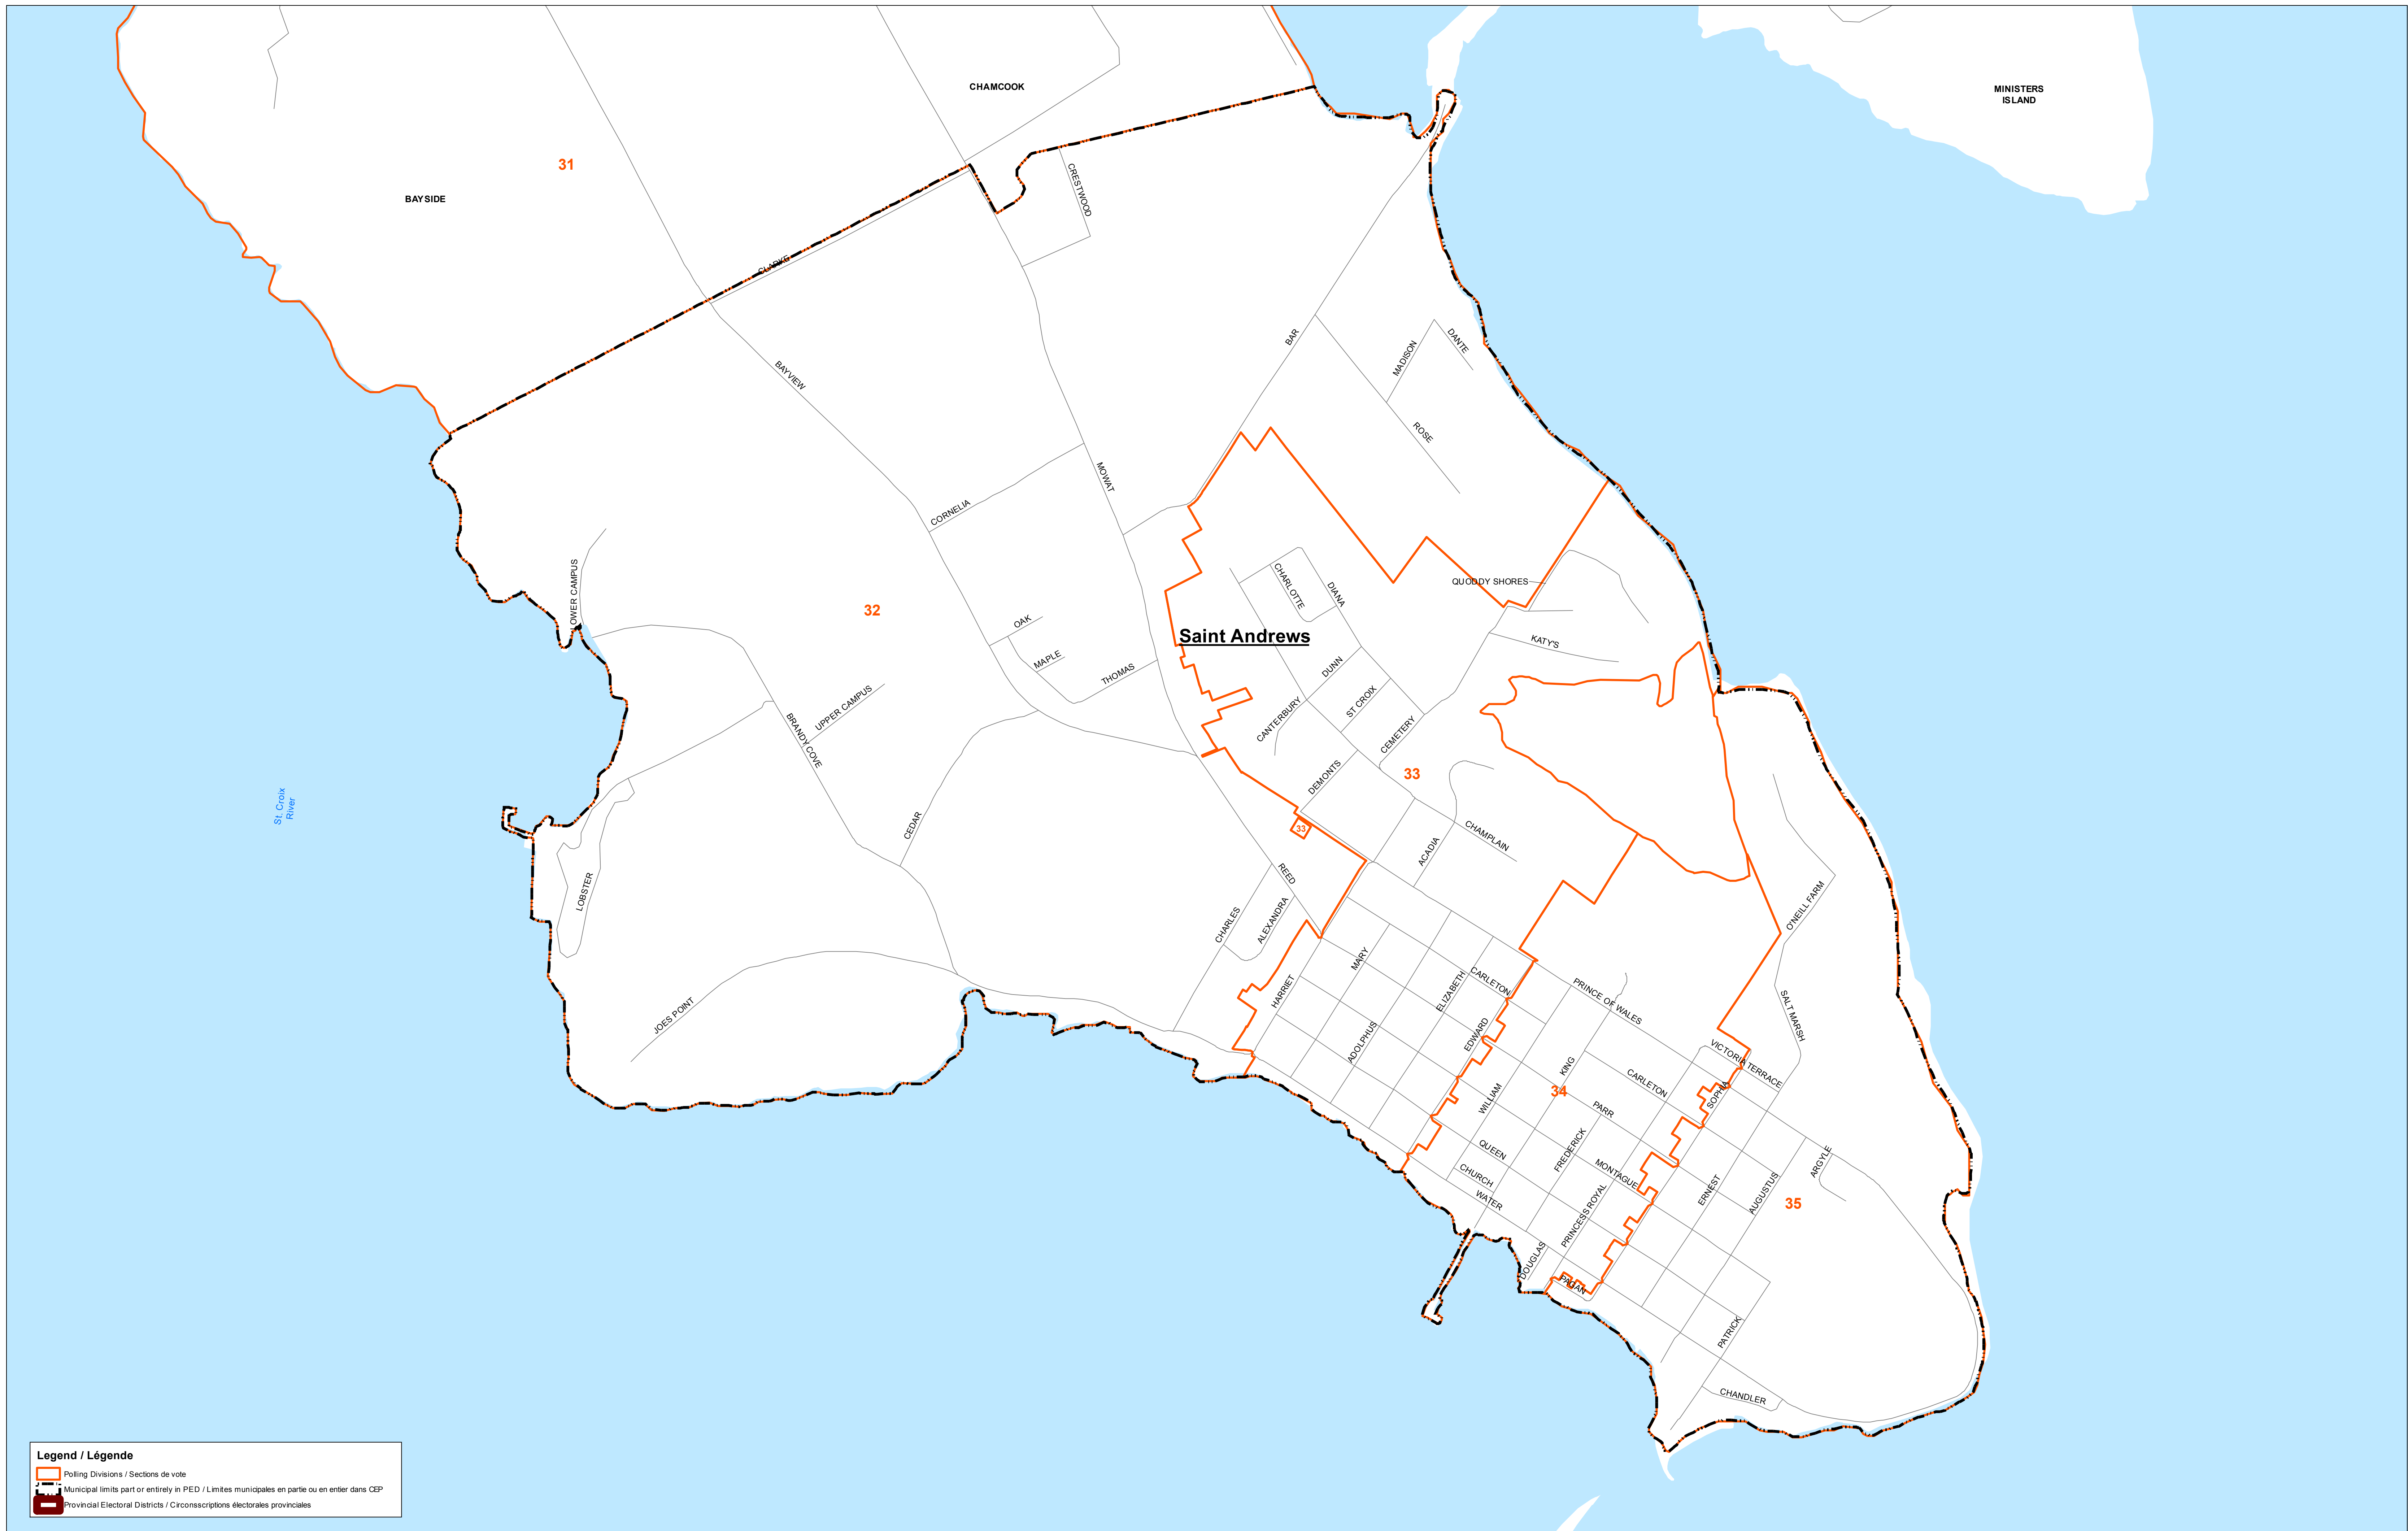 CHAMCOOK
MINISTERS
ISLAND
31
BAYSIDE
CRESTWOOD
CLARKE
BAR
MADISON
DANTE
BAYVIEW
ROSE
MOWAT
CORNELIA
LOWER CAMPUS
CHARLOTTE
DIANA
QUODDY SHORES
32
OAK
Saint Andrews
KATY'S
MAPLE
THOMAS
DUNN
UPPER CAMPUS
ST CROIX
CANTERBURY
BRANDY COVE
CEMETERY
33
DEMONTS
St. Croix
River
CEDAR
33
CHAMPLAIN
ACADIA
REED
LOBSTER
CHARLES
ALEXANDRA
O'NEILL FARM
MARY
CARLETON
ELIZABETH
HARRIET
PRINCE OF WALES
JOES POINT
SALT MARSH
EDWARD
ADOLPHUS
VICTORIA TERRACE
KING
CARLETON
34
SOPHIA
WILLIAM
PARR
QUEEN
FREDERICK
ARGYLE
CHURCH
MONTAGUE
ERNEST
AUGUSTUS
35
WATER
PRINCESS ROYAL
DOUGLAS
PAGAN
PATRICK
CHANDLER
Legend / Légende
Polling Divisions / Sections de vote
Municipal limits part or entirely in PED / Limites municipales en partie ou en entier dans CEP
Provincial Electoral Districts / Circonsscriptions électorales provinciales